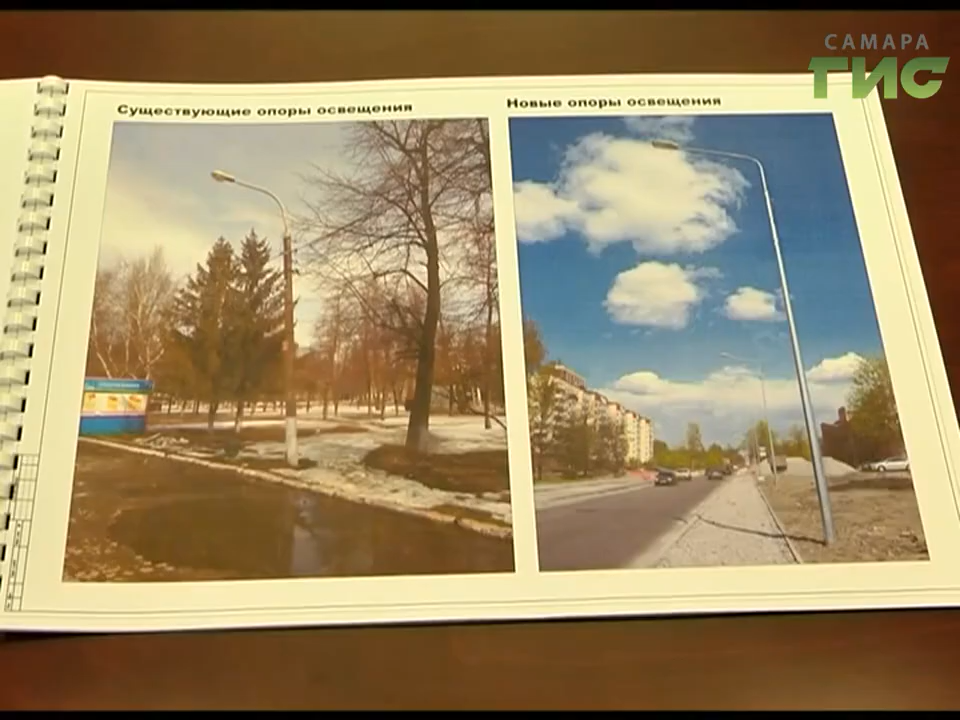 САМАРА
ГИС
Существующие опоры освещения
Новые опоры освещения